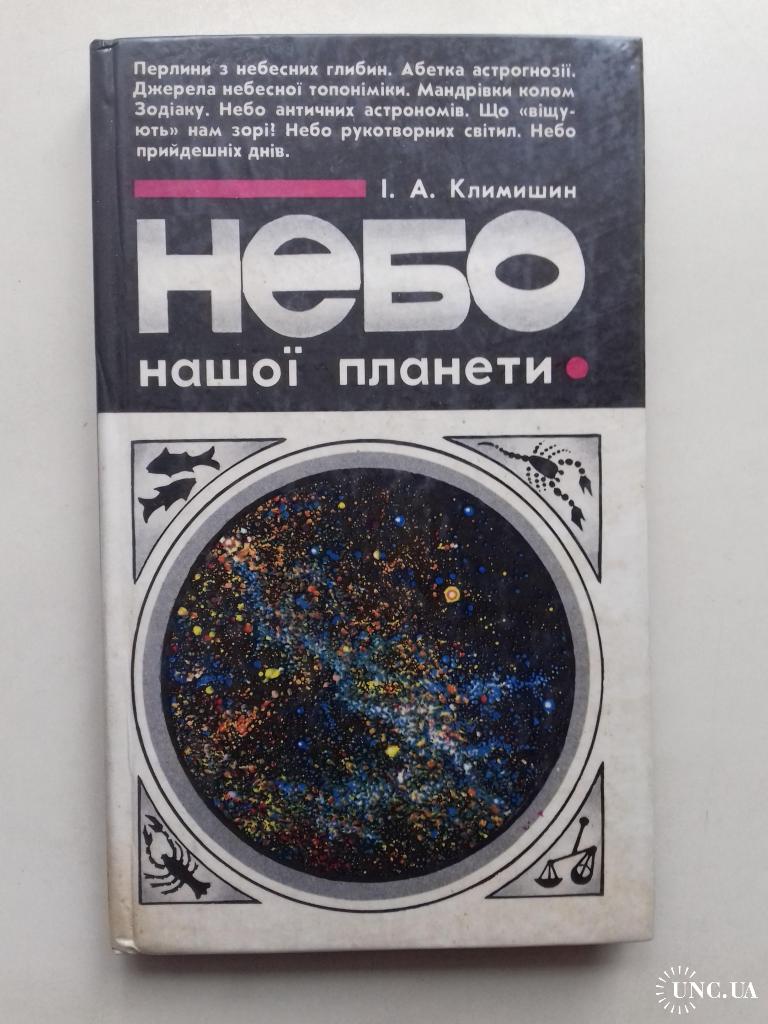 Перлини з небесних глибин. Абетка астрогнозії.
Джерела небесної топоніміки. Мандрівки колом
Зодіаку. Небо античних астрономів. Що «віщу-
ють» нам зорі? Небо рукотворних світил. Небо
прийдешніх днів.
І. А. Климишин
НеБО
нашої планети
UNC.UA